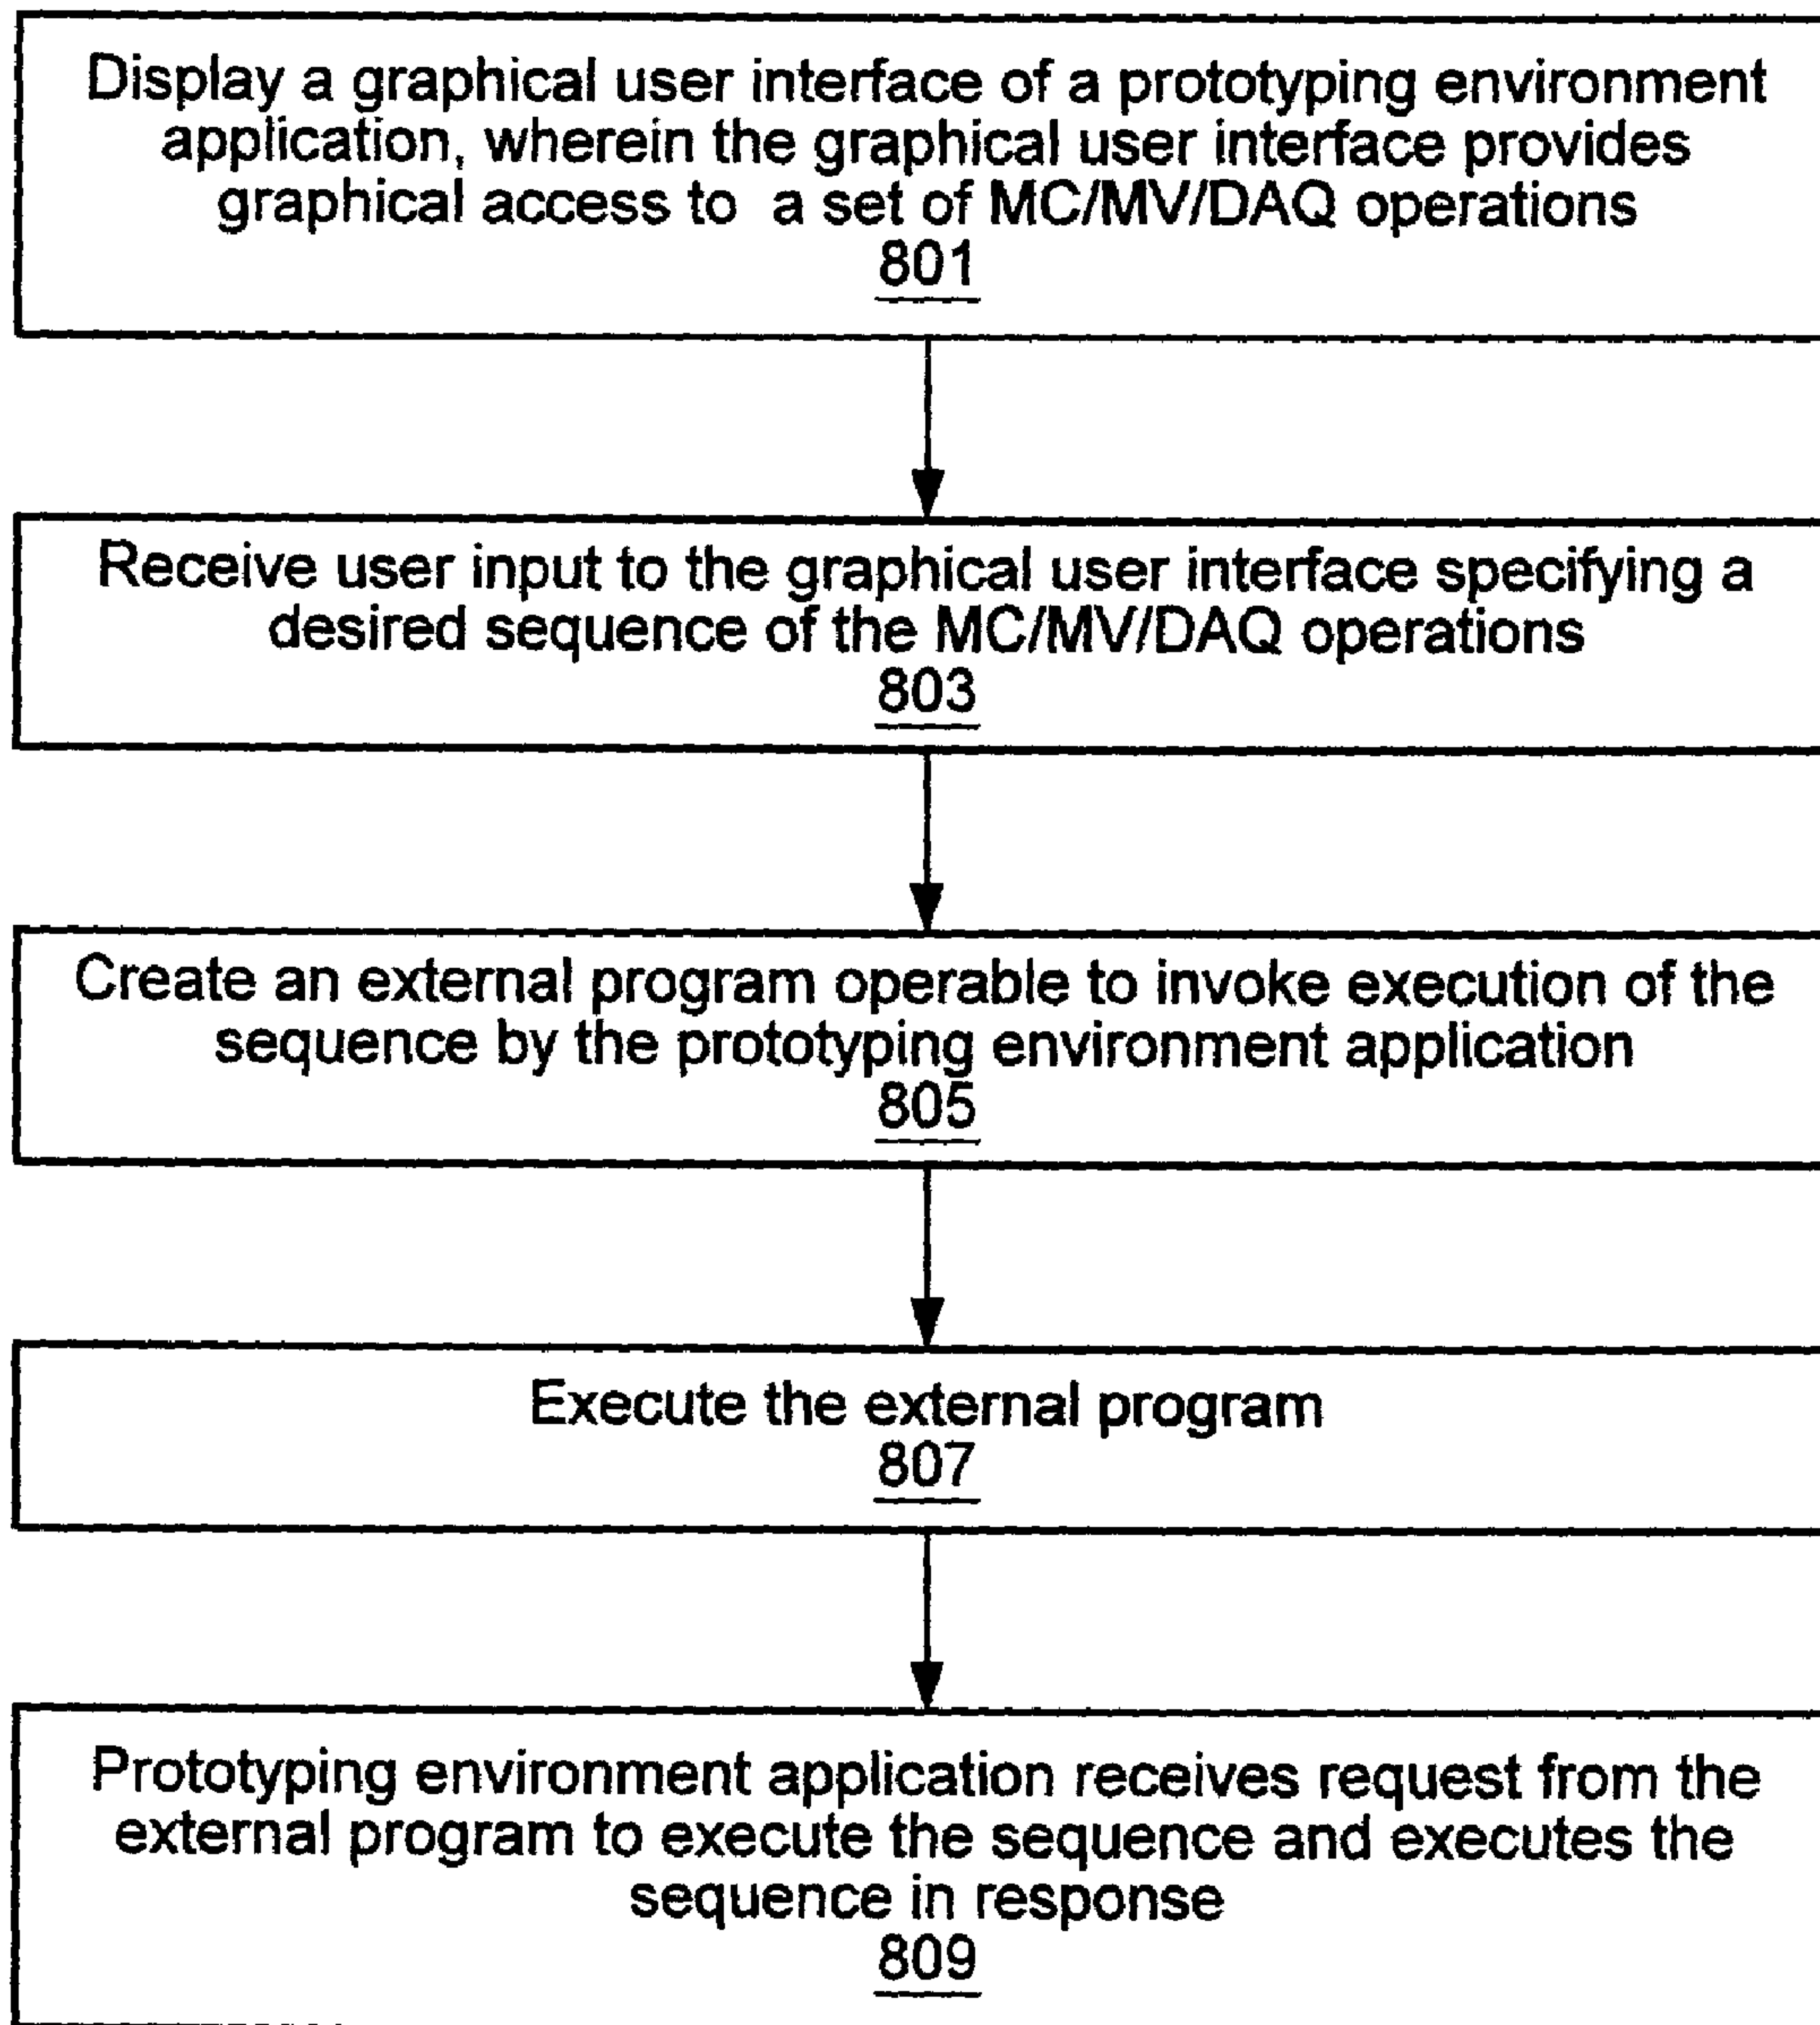 Display a graphical user interface of a prototyping environment
application, wherein the graphical user interface provides
graphical access to a set of MC/MV/DAQ operations
801
Receive user input to the graphical user interface specifying a
desired sequence of the MC/MV/DAQ operations
803
Create an external program operable to invoke execution of the
sequence by the prototyping environment application
805
Execute the external program
807
Prototyping environment application receives request from the
external program to execute the sequence and executes the
sequence in response
809